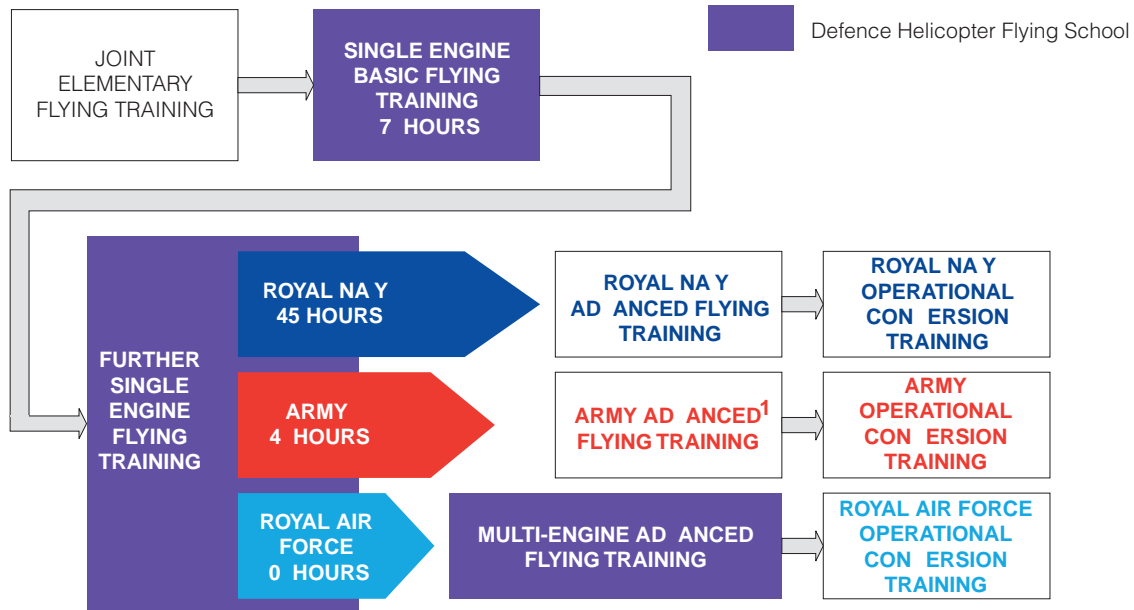 JOINT
ELEMENTARY
FLYING TRAINING
SINGLE ENGINE
BASIC FLYING
TRAINING
7 HOURS
Defence Helicopter Flying School
FURTHER
SINGLE
ENGINE
FLYING
TRAINING
ROYAL NA Y
45 HOURS
ROYAL NA Y
AD ANCED FLYING
TRAINING
ROYAL NA Y
OPERATIONAL
CON ERSION
TRAINING
ARMY
4 HOURS
ARMY AD ANCED¹
FLYING TRAINING
ARMY
OPERATIONAL
CON ERSION
TRAINING
ROYAL AIR
FORCE
0 HOURS
MULTI-ENGINE AD ANCED
FLYING TRAINING
ROYAL AIR FORCE
OPERATIONAL
CON ERSION
TRAINING